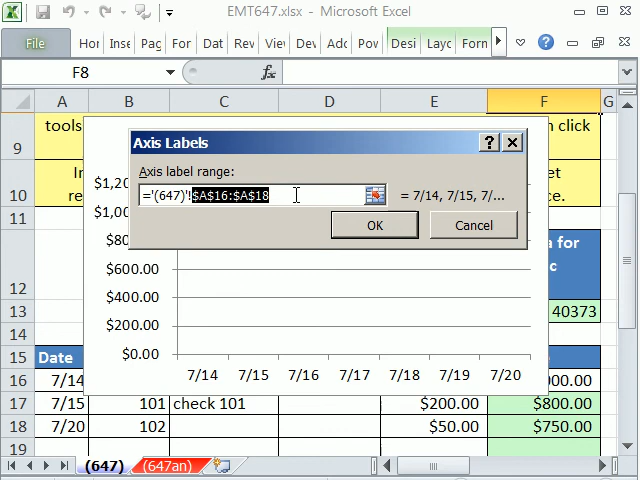 EMT647.xlsx - Microsoft Excel
File Hor Inse Pag For Dat Rev Vie Dev Adc Pow Desi Layc Forn
F8 fx
A B C D E F G
9 tools click
10 In
re ce.
Axis Labels
Axis label range:
='(647)'!$A$16:$A$18 = 7/14, 7/15, 7/...
OK Cancel
$1,20
$1,00
$80
$600.00
$400.00
$200.00
$0.00
7/14 7/15 7/16 7/17 7/18 7/19 7/20
11
12 a for
ic
13 40373
14
15 Date
16 7/14 000.00
17 7/15 101 check 101 $200.00 $800.00
18 7/20 102 $50.00 $750.00
19
(647) (647an)